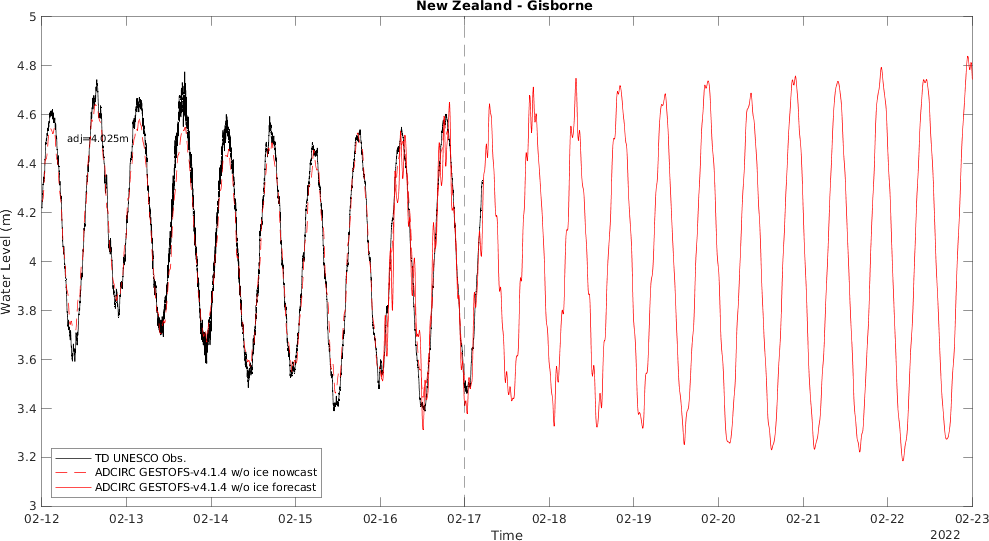 New Zealand - Gisborne
5
4.8
4.6
4.4
4.2
4
3.8
3.6
3.4
3.2
3
Water Level (m)
adj=4.025m
TD UNESCO Obs.
ADCIRC GESTOFS-v4.1.4 w/o ice nowcast
ADCIRC GESTOFS-v4.1.4 w/o ice forecast
02-12 02-13 02-14 02-15 02-16 02-17 02-18 02-19 02-20 02-21 02-22 02-23
Time
2022